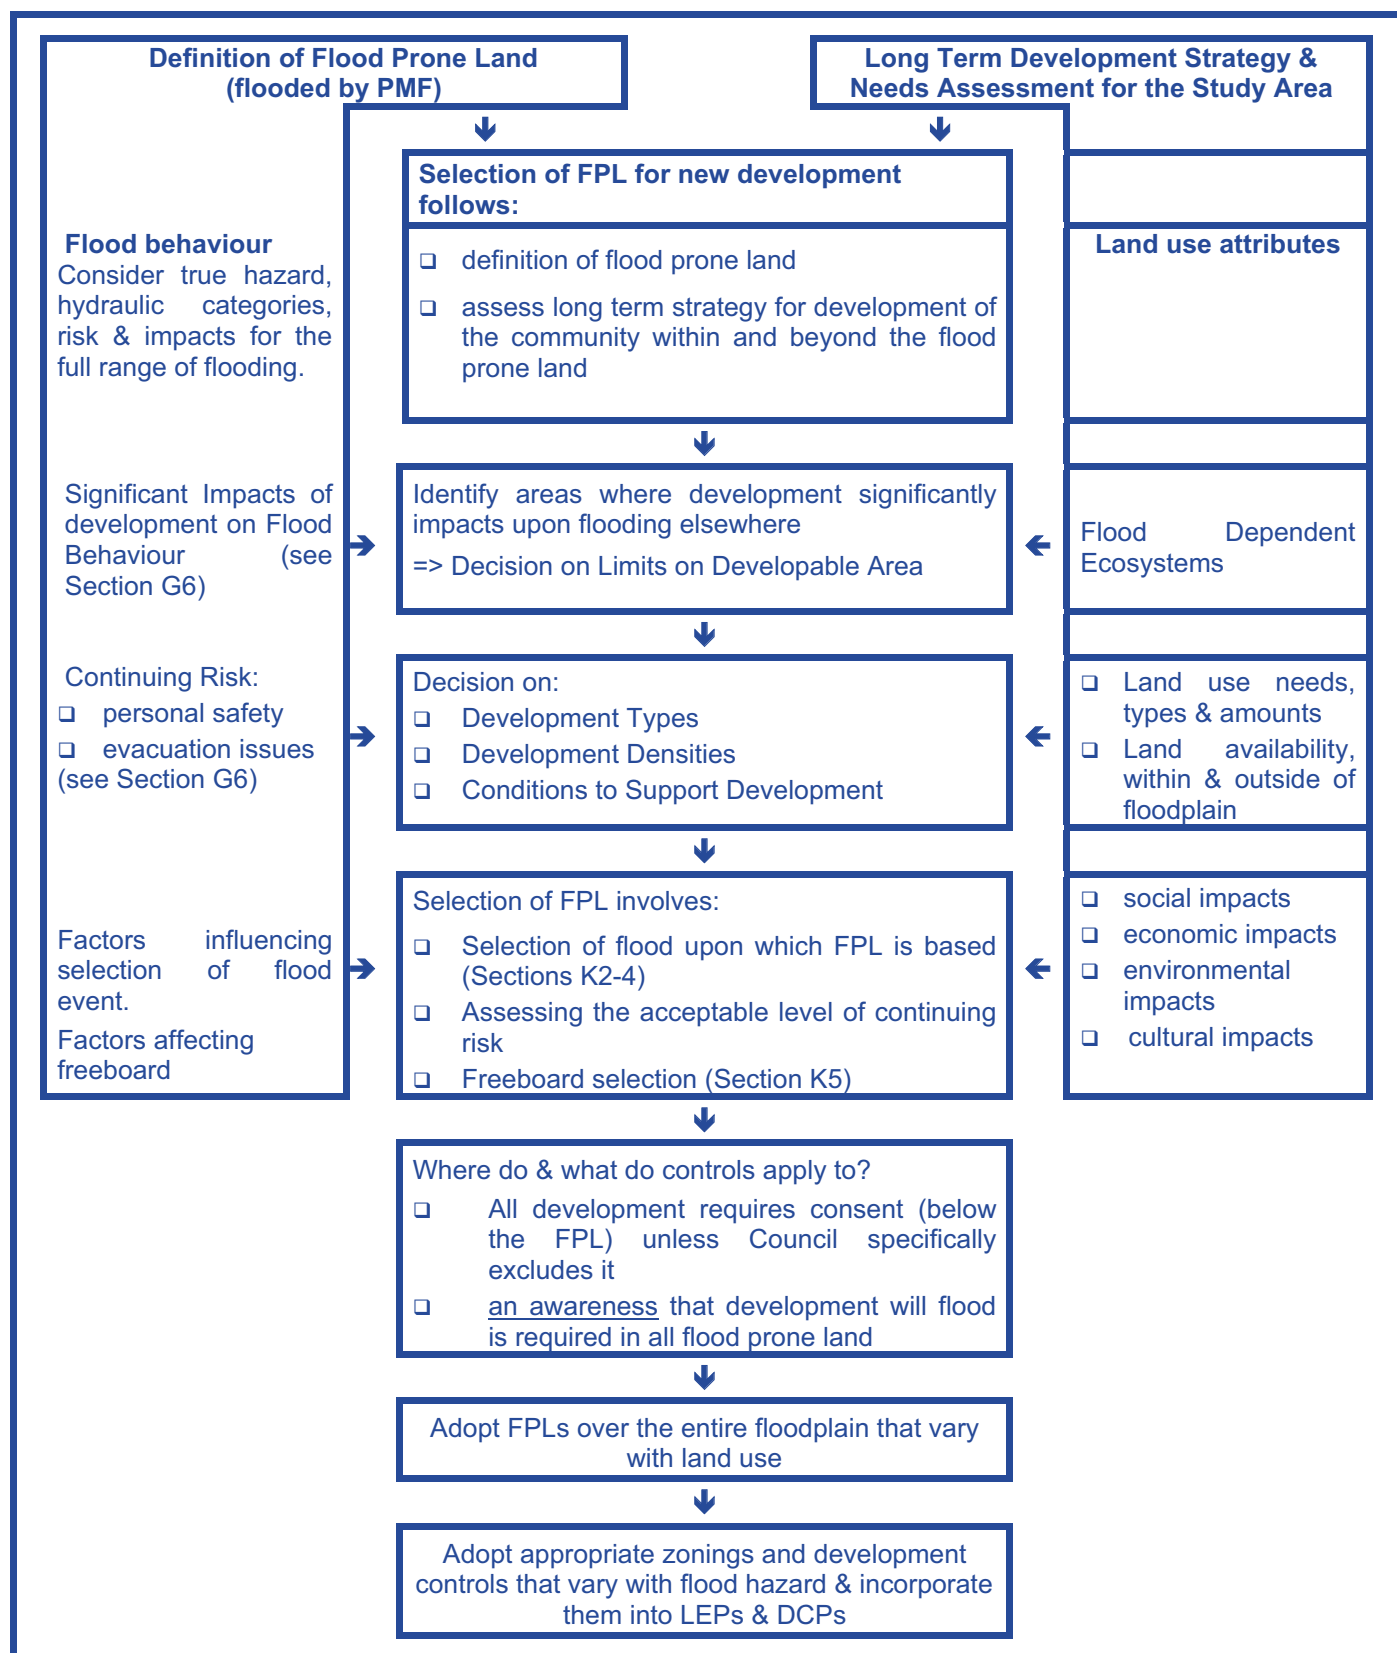 Definition of Flood Prone Land
(flooded by PMF)
Long Term Development Strategy &
Needs Assessment for the Study Area
Selection of FPL for new development
follows:
❑ definition of flood prone land
❑ assess long term strategy for development of
the community within and beyond the flood
prone land
Flood behaviour
Consider true hazard,
hydraulic categories,
risk & impacts for the
full range of flooding.
Land use attributes
Significant Impacts of
development on Flood
Behaviour (see
Section G6)
Identify areas where development significantly
impacts upon flooding elsewhere
=> Decision on Limits on Developable Area
Flood Dependent
Ecosystems
Continuing Risk:
❑ personal safety
❑ evacuation issues
(see Section G6)
Decision on:
❑ Development Types
❑ Development Densities
❑ Conditions to Support Development
❑ Land use needs,
types & amounts
❑ Land availability,
within & outside of
floodplain
Factors influencing
selection of flood
event.
Factors affecting
freeboard
Selection of FPL involves:
❑ Selection of flood upon which FPL is based
(Sections K2-4)
❑ Assessing the acceptable level of continuing
risk
❑ Freeboard selection (Section K5)
❑ social impacts
❑ economic impacts
❑ environmental
impacts
❑ cultural impacts
Where do & what do controls apply to?
❑ All development requires consent (below
the FPL) unless Council specifically
excludes it
❑ an awareness that development will flood
is required in all flood prone land
Adopt FPLs over the entire floodplain that vary
with land use
Adopt appropriate zonings and development
controls that vary with flood hazard & incorporate
them into LEPs & DCPs